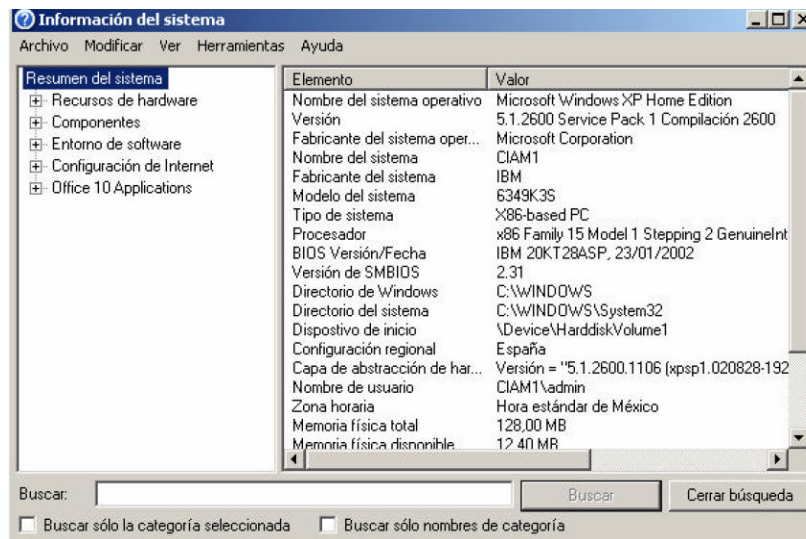 Información del sistema
Archivo Modificar Ver Herramientas Ayuda
Resumen del sistema
Recursos de hardware
Componentes
Entorno de software
Configuración de Internet
Office 10 Applications
Elemento Valor
Nombre del sistema operativo Microsoft Windows XP Home Edition
Versión 5.1.2600 Service Pack 1 Compilación 2600
Fabricante del sistema oper... Microsoft Corporation
Nombre del sistema CIAM1
Fabricante del sistema IBM
Modelo del sistema 6349K3S
Tipo de sistema X86-based PC
Procesador x86 Family 15 Model 1 Stepping 2 GenuineInt
BIOS Versión/Fecha IBM 20KT28ASP, 23/01/2002
Versión de SMBIOS 2.31
Directorio de Windows C:\WINDOWS
Directorio del sistema C:\WINDOWS\System32
Dispostivo de inicio \Device\HarddiskVolume1
Configuración regional España
Capa de abstracción de har... Versión = "5.1.2600.1106 (xpsp1.020828-192
Nombre de usuario CIAM1\admin
Zona horaria Hora estándar de México
Memoria física total 128,00 MB
Memoria física disponible 12,40 MB
Buscar: Buscar Cerrar búsqueda
Buscar sólo la categoría seleccionada Buscar sólo nombres de categoría